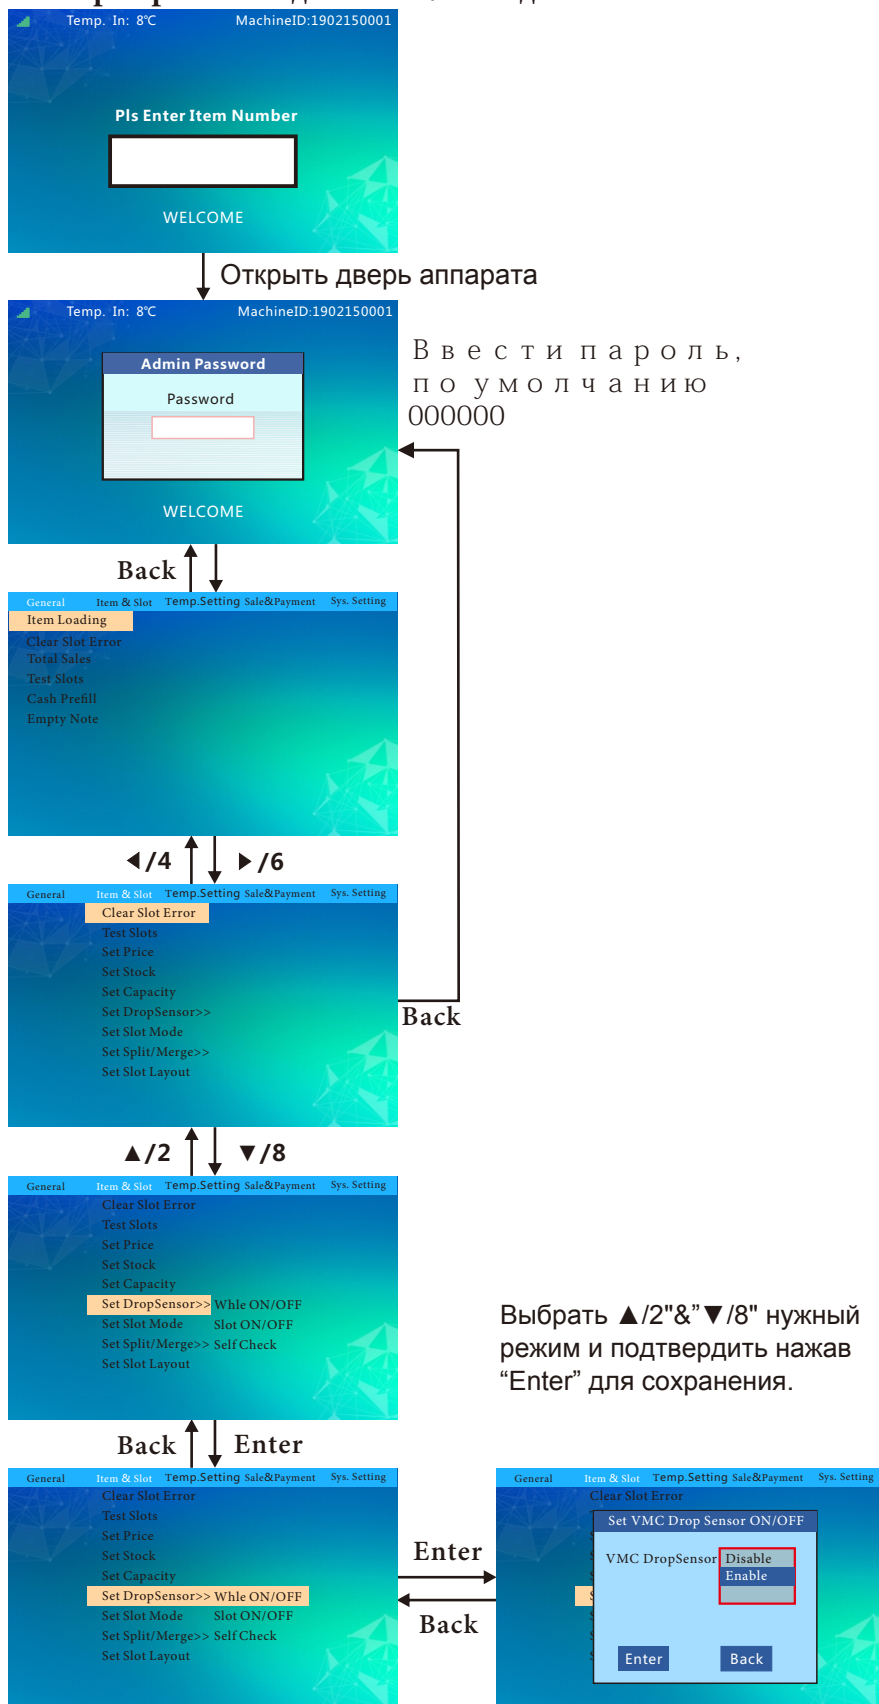 Temp. In: 8℃ MachineID:1902150001
Pls Enter Item Number
WELCOME
Открыть дверь аппарата
Temp. In: 8℃ MachineID:1902150001
Admin Password
Password
WELCOME
Ввести пароль,
по умолчанию
000000
Back
General Item & Slot Temp.Setting Sale&Payment Sys. Setting
Item Loading
Clear Slot Error
Total Sales
Test Slots
Cash Prefill
Empty Note
◀/4 ▶/6
General Item & Slot Temp.Setting Sale&Payment Sys. Setting
Clear Slot Error
Test Slots
Set Price
Set Stock
Set Capacity
Set DropSensor>>
Set Slot Mode
Set Split/Merge>>
Set Slot Layout
Back
▲/2 ▼/8
General Item & Slot Temp.Setting Sale&Payment Sys. Setting
Clear Slot Error
Test Slots
Set Price
Set Stock
Set Capacity
Set DropSensor>> Whle ON/OFF
Set Slot Mode Slot ON/OFF
Set Split/Merge>> Self Check
Set Slot Layout
Выбрать ▲/2"&”▼/8" нужный
режим и подтвердить нажав
“Enter” для сохранения.
Back Enter
General Item & Slot Temp.Setting Sale&Payment Sys. Setting
Clear Slot Error
Test Slots
Set Price
Set Stock
Set Capacity
Set DropSensor>> Whle ON/OFF
Set Slot Mode Slot ON/OFF
Set Split/Merge>> Self Check
Set Slot Layout
Enter
Back
General Item & Slot Temp.Setting Sale&Payment Sys. Setting
Clear Slot Error
Set VMC Drop Sensor ON/OFF
VMC DropSensor Disable
Enable
Enter Back